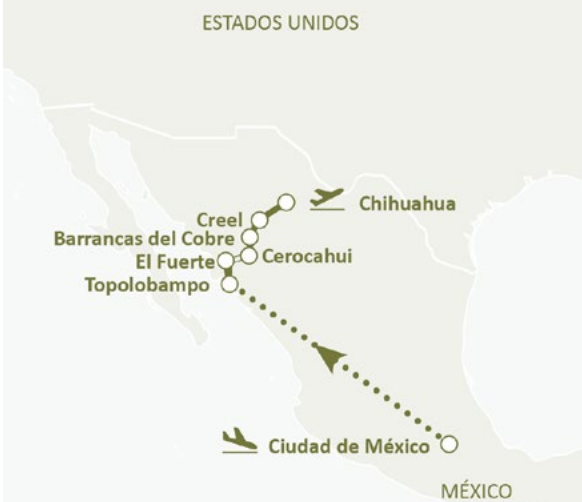 ESTADOS UNIDOS
Chihuahua
Creel
Barrancas del Cobre
Cerocahui
El Fuerte
Topolobampo
Ciudad de México
MÉXICO